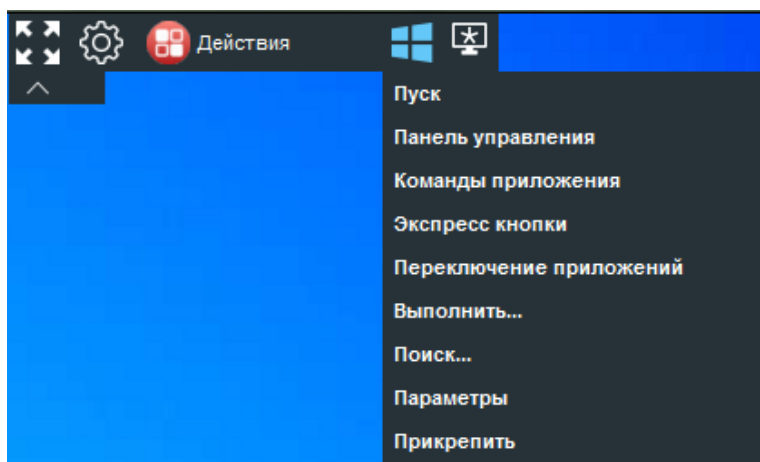 Действия
Пуск
Панель управления
Команды приложения
Экспресс кнопки
Переключение приложений
Выполнить...
Поиск...
Параметры
Прикрепить